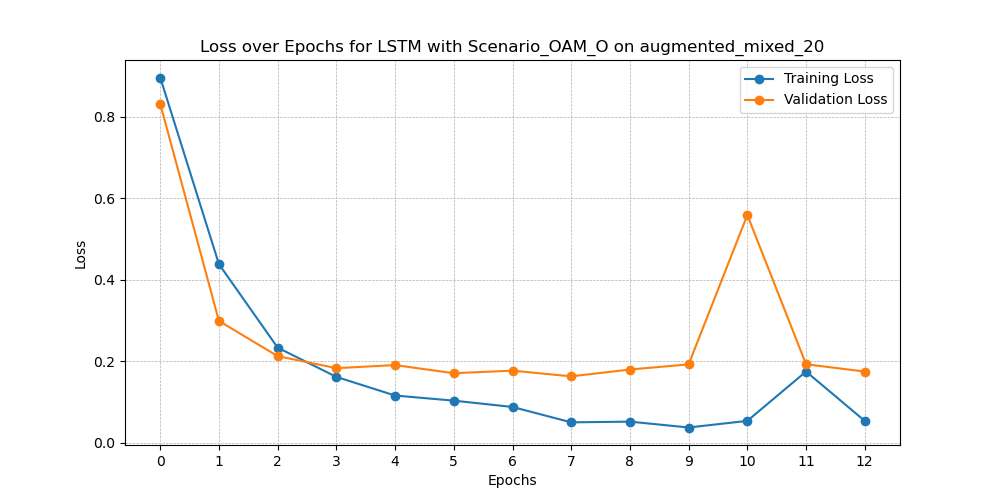 Loss over Epochs for LSTM with Scenario_OAM_O on augmented_mixed_20
Training Loss
Validation Loss
Loss
0.8
0.6
0.4
0.2
0.0
0 1 2 3 4 5 6 7 8 9 10 11 12
Epochs